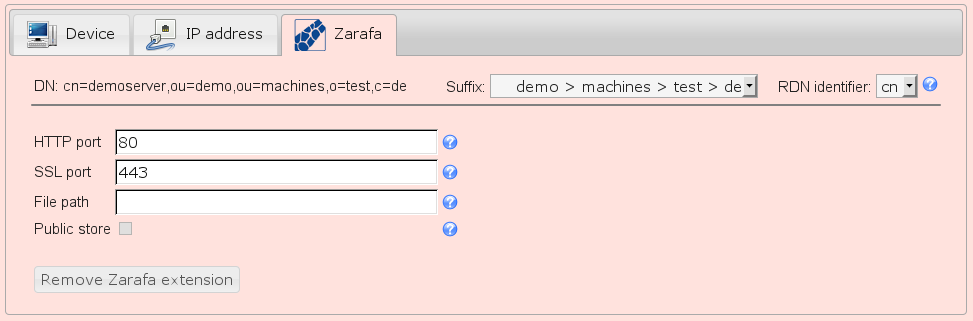 Device IP address Zarafa
DN: cn=demoserver,ou=demo,ou=machines,o=test,c=de Suffix: demo > machines > test > de RDN identifier: cn
HTTP port 80
SSL port 443
File path
Public store
Remove Zarafa extension